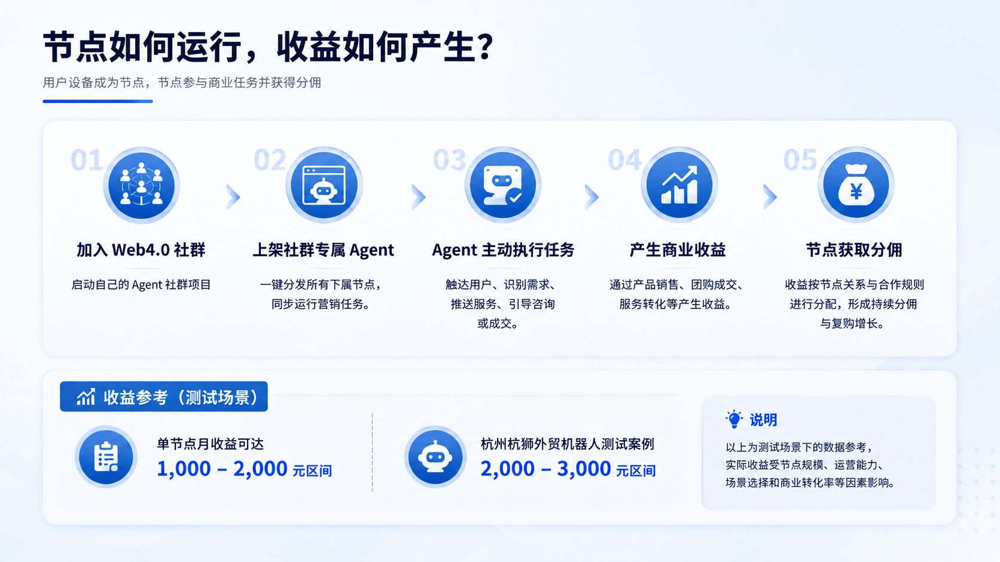 节点如何运行，收益如何产生？
用户设备成为节点，节点参与商业任务并获得分佣
01
加入 Web4.0 社群
启动自己的 Agent 社群项目
02
上架社群专属 Agent
一键分发所有下属节点，
同步运行营销任务。
03
Agent 主动执行任务
触达用户、识别需求、
推送服务、引导咨询
或成交。
04
产生商业收益
通过产品销售、团购成交、
服务转化等产生收益。
05
¥
节点获取分佣
收益按节点关系与合作规则
进行分配，形成持续分佣
与复购增长。
收益参考（测试场景）
单节点月收益可达
1,000 – 2,000 元区间
杭州杭狮外贸机器人测试案例
2,000 – 3,000 元区间
说明
以上为测试场景下的数据参考，
实际收益受节点规模、运营能力、
场景选择和商业转化率等因素影响。